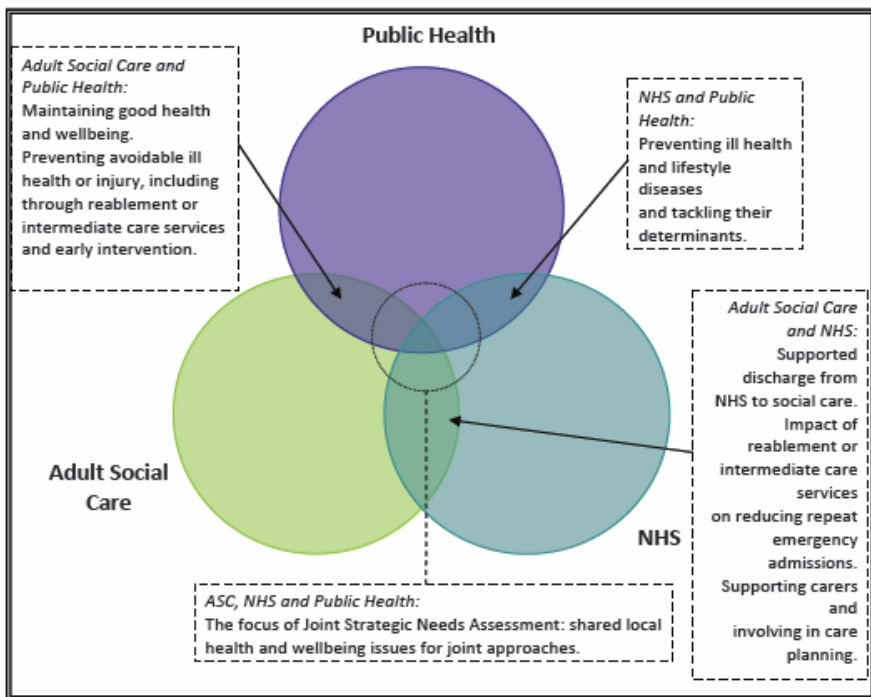 Public Health
Adult Social Care and
Public Health:
Maintaining good health
and wellbeing.
Preventing avoidable ill
health or injury, including
through reablement or
intermediate care services
and early intervention.
NHS and Public
Health:
Preventing ill health
and lifestyle
diseases
and tackling their
determinants.
Adult Social Care
and NHS:
Supported
discharge from
NHS to social care.
Impact of
reablement or
intermediate care
services
on reducing repeat
emergency
admissions.
Supporting carers
and
involving in care
planning.
Adult Social
Care
NHS
ASC, NHS and Public Health:
The focus of Joint Strategic Needs Assessment: shared local
health and wellbeing issues for joint approaches.